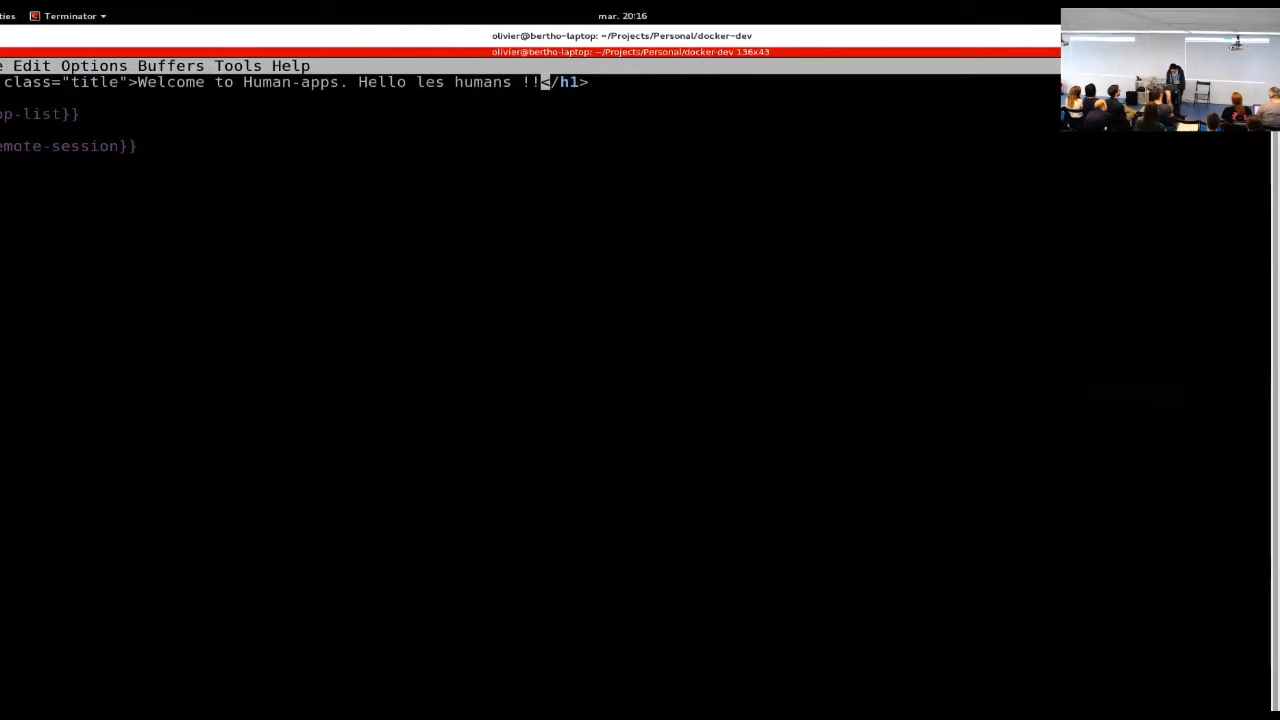 ties Terminator mar. 20:16
olivier@bertho-laptop: ~/Projects/Personal/docker-dev
olivier@bertho-laptop: ~/Projects/Personal/docker-dev 136x43
e Edit Options Buffers Tools Help
class="title">Welcome to Human-apps. Hello les humans !!</h1>
op-list}}
emote-session}}